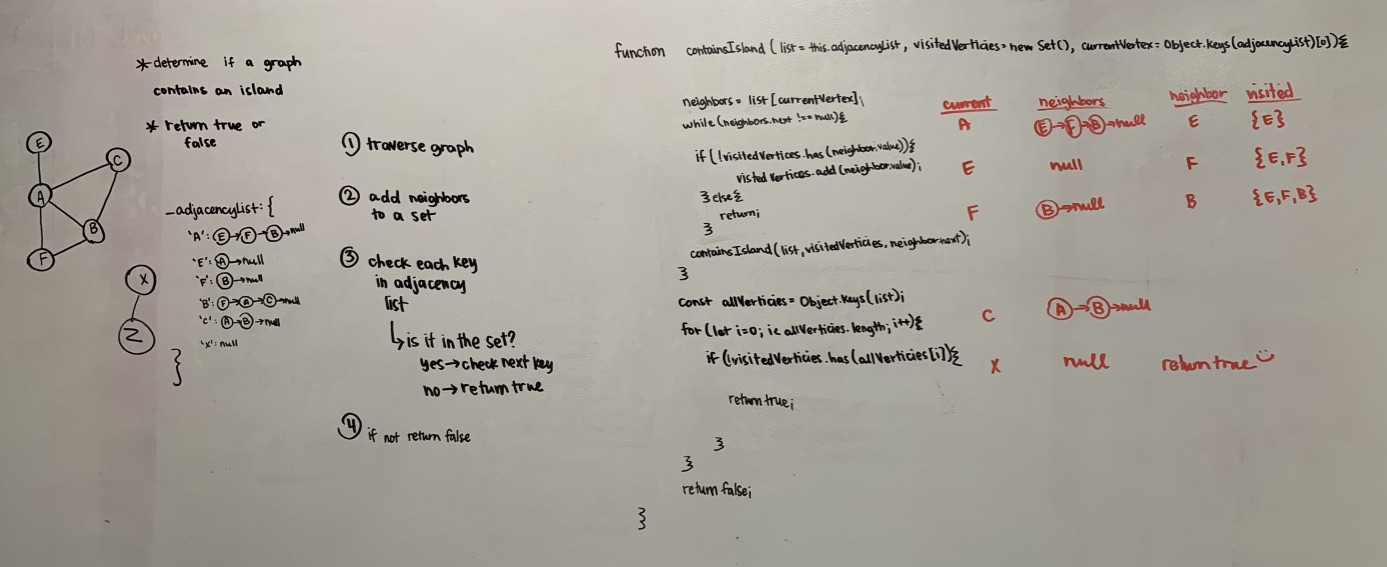 * determine if a graph
contains an island
* return true or
false
E
C
A
B
F
X
Z
_adjacencyList: {
'A': E→F→B→null
'E': A→null
'F': B→null
'B': F→A→C→null
'C': A→B→null
'X': null
}
1 traverse graph
2 add neighbors
to a set
3 check each key
in adjacency
list
↳ is it in the set?
yes→check next key
no→return true
4 if not return false
function containsIsland ( list = this.adjacencyList, visitedVerticies = new Set(), currentVertex = Object.keys(adjacencyList)[0]){
neighbors = list [currentVertex];
while (neighbors.next !== null){
if (!visitedVertices.has (neighbor.value)){
visted Vertices.add (neighbor.value);
} else {
return;
}
containsIsland (list, visitedVerticies, neighbor.next);
}
const allVerticies = Object.keys (list);
for (let i=0; i< allVerticies.length; i++){
if (!visitedVerticies.has (allVerticies [i]){
return true;
}
}
return false;
}
current neighbors neighbor visited
A E→F→B→null E {E}
E null F {E,F}
F B→null B {E,F,B}
C A→B→null
X null return true